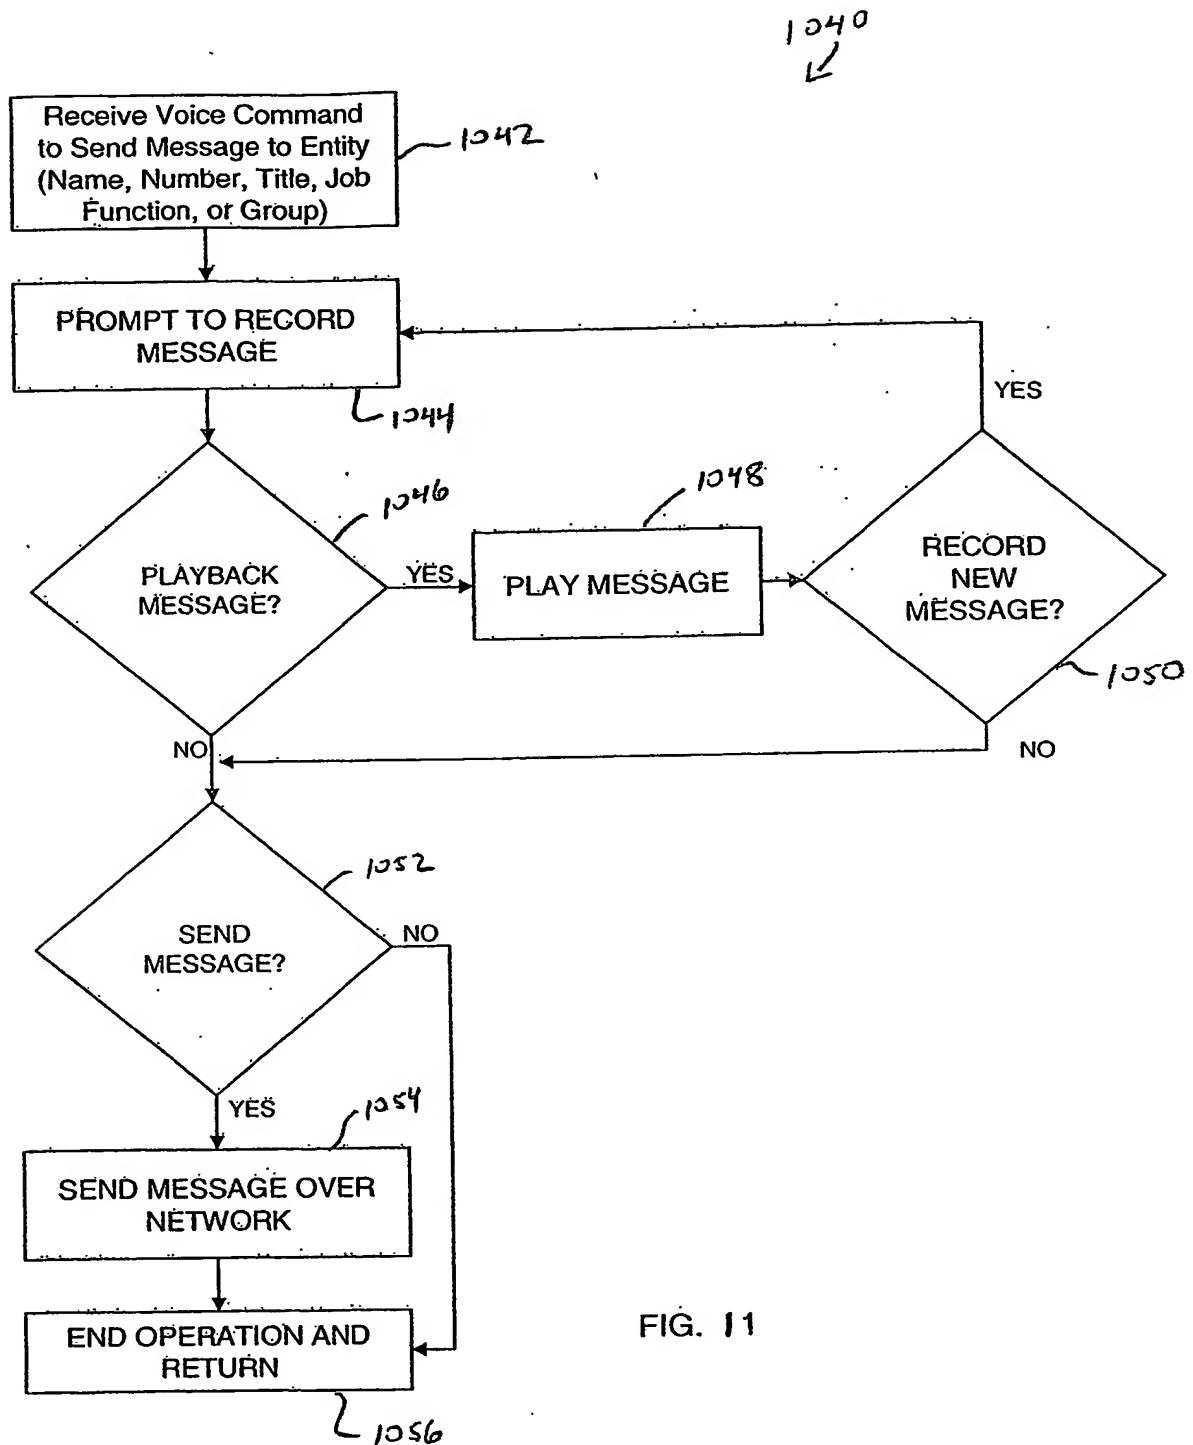 1040
Receive Voice Command
to Send Message to Entity
(Name, Number, Title, Job
Function, or Group)
1042
PROMPT TO RECORD
MESSAGE
1044
YES
PLAYBACK
MESSAGE?
1046
YES
PLAY MESSAGE
1048
RECORD
NEW
MESSAGE?
1050
NO
NO
SEND
MESSAGE?
1052
NO
YES
1054
SEND MESSAGE OVER
NETWORK
END OPERATION AND
RETURN
1056
FIG. 11